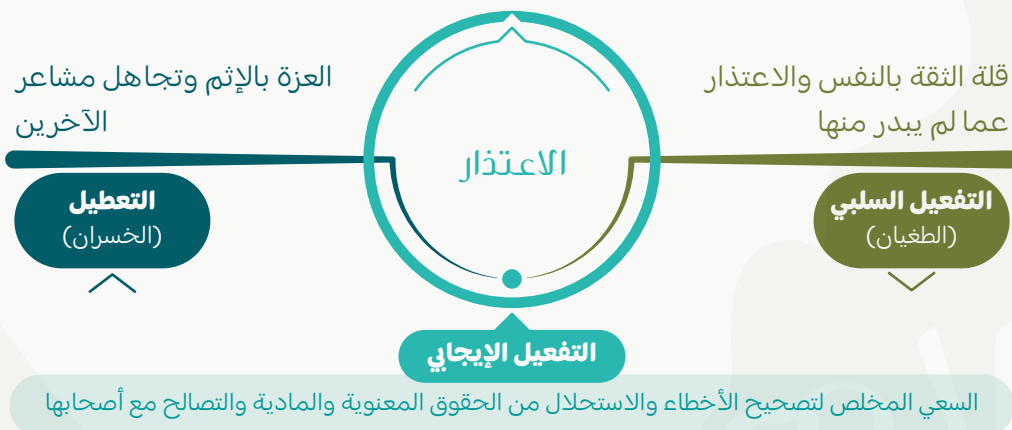 قلة الثقة بالنفس والاعتذار
عما لم يبدر منها
التفعيل السلبي
(الطغيان)
الاعتذار
العزة بالإثم وتجاهل مشاعر
الآخرين
التعطيل
(الخسران)
التفعيل الإيجابي
السعي المخلص لتصحيح الأخطاء والاستحلال من الحقوق المعنوية والمادية والتصالح مع أصحابها